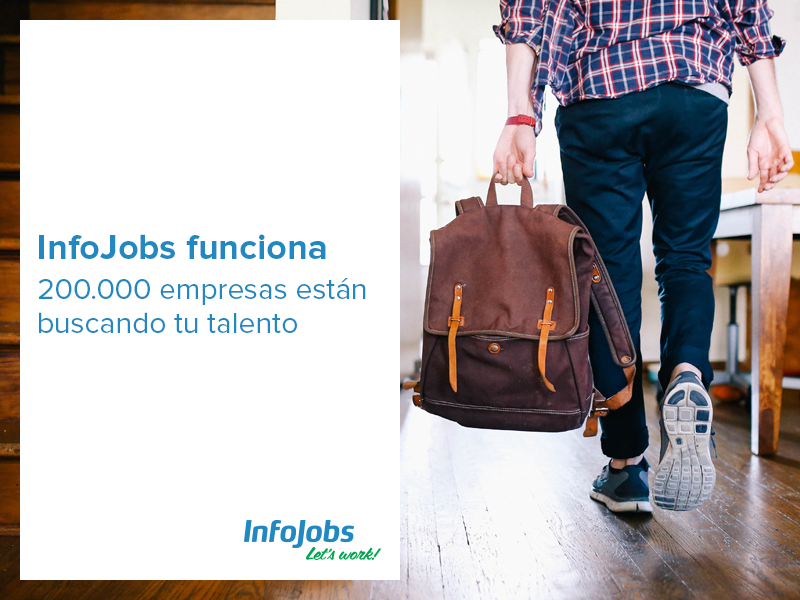 InfoJobs funciona
200.000 empresas están
buscando tu talento
InfoJobs
Let's work!